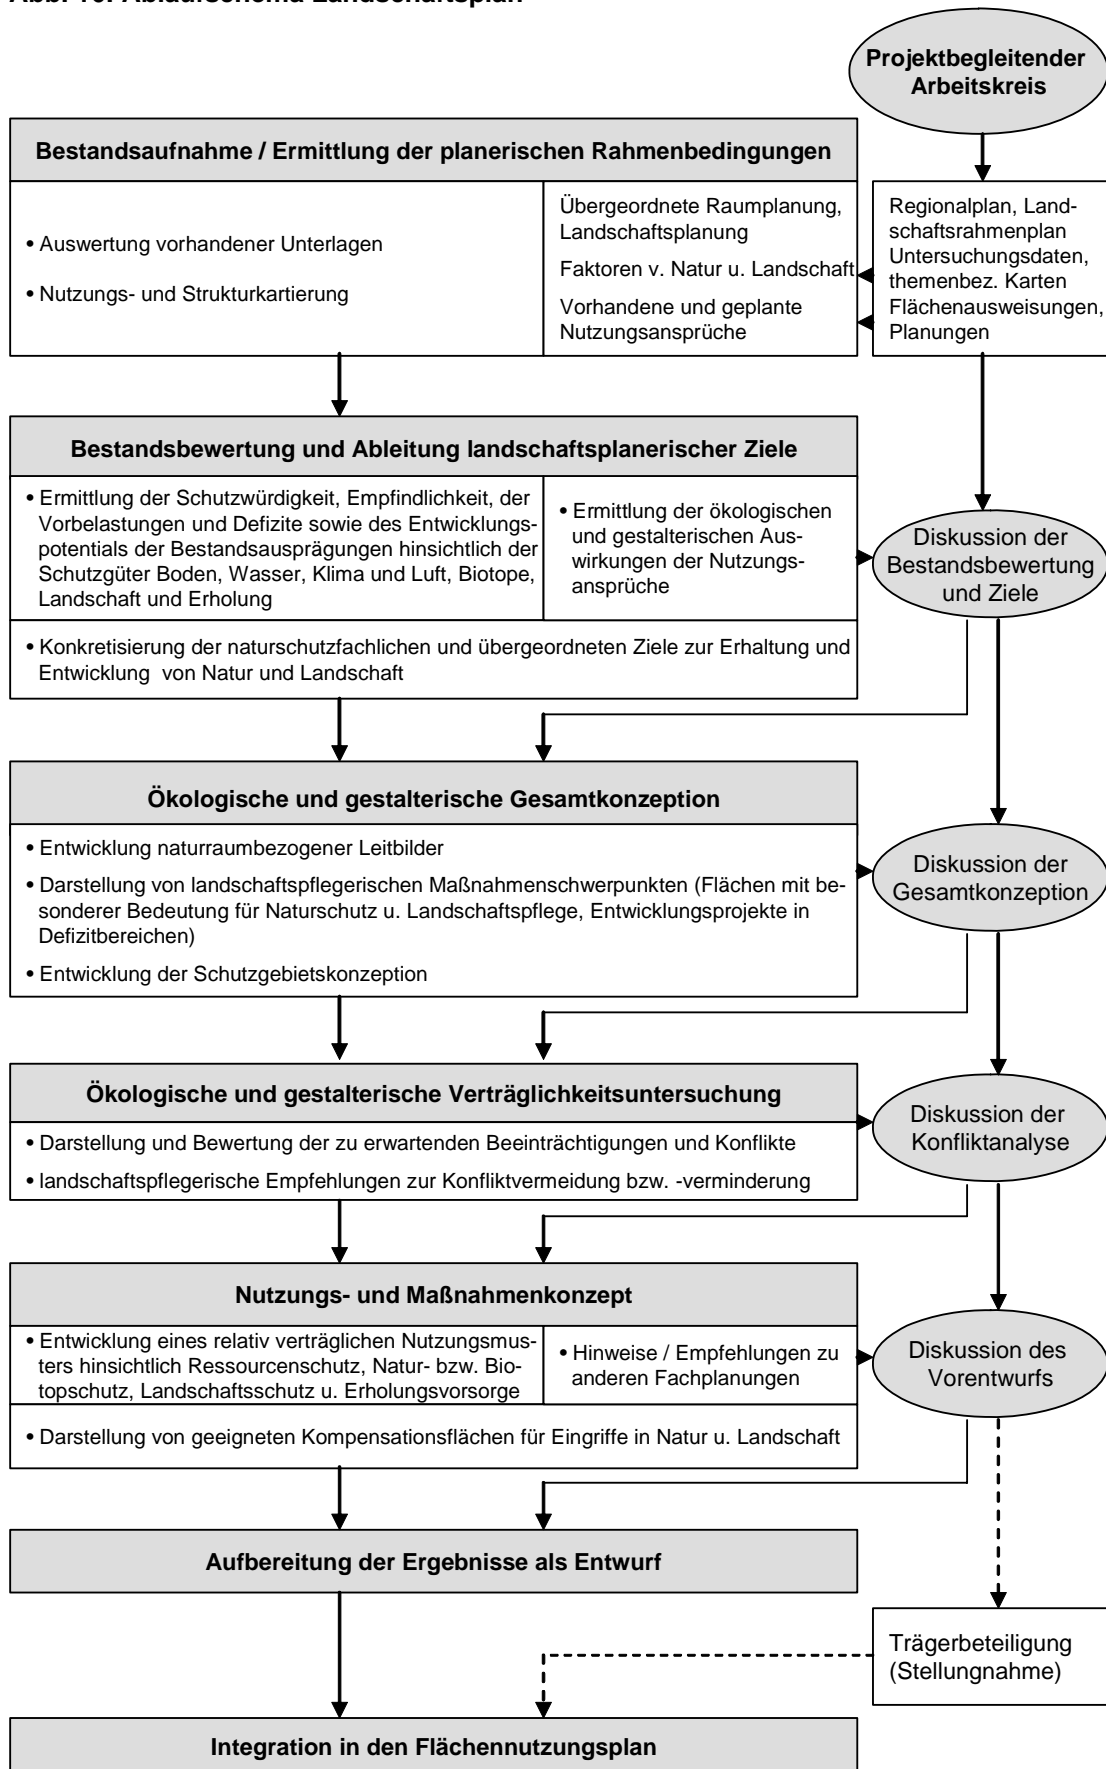 Projektbegleitender
Arbeitskreis
Bestandsaufnahme / Ermittlung der planerischen Rahmenbedingungen
• Auswertung vorhandener Unterlagen
• Nutzungs- und Strukturkartierung
Übergeordnete Raumplanung,
Landschaftsplanung
Faktoren v. Natur u. Landschaft
Vorhandene und geplante
Nutzungsansprüche
Regionalplan, Land-
schaftsrahmenplan
Untersuchungsdaten,
themenbez. Karten
Flächenausweisungen,
Planungen
Bestandsbewertung und Ableitung landschaftsplanerischer Ziele
• Ermittlung der Schutzwürdigkeit, Empfindlichkeit, der
Vorbelastungen und Defizite sowie des Entwicklungs-
potentials der Bestandsausprägungen hinsichtlich der
Schutzgüter Boden, Wasser, Klima und Luft, Biotope,
Landschaft und Erholung
• Ermittlung der ökologischen
und gestalterischen Aus-
wirkungen der Nutzungs-
ansprüche
Diskussion der
Bestandsbewertung
und Ziele
• Konkretisierung der naturschutzfachlichen und übergeordneten Ziele zur Erhaltung und
Entwicklung von Natur und Landschaft
Ökologische und gestalterische Gesamtkonzeption
• Entwicklung naturraumbezogener Leitbilder
• Darstellung von landschaftspflegerischen Maßnahmenschwerpunkten (Flächen mit be-
sonderer Bedeutung für Naturschutz u. Landschaftspflege, Entwicklungsprojekte in
Defizitbereichen)
• Entwicklung der Schutzgebietskonzeption
Diskussion der
Gesamtkonzeption
Ökologische und gestalterische Verträglichkeitsuntersuchung
• Darstellung und Bewertung der zu erwartenden Beeinträchtigungen und Konflikte
• landschaftspflegerische Empfehlungen zur Konfliktvermeidung bzw. -verminderung
Diskussion der
Konfliktanalyse
Nutzungs- und Maßnahmenkonzept
• Entwicklung eines relativ verträglichen Nutzungsmus-
ters hinsichtlich Ressourcenschutz, Natur- bzw. Bio-
topschutz, Landschaftsschutz u. Erholungsvorsorge
• Hinweise / Empfehlungen zu
anderen Fachplanungen
Diskussion des
Vorentwurfs
• Darstellung von geeigneten Kompensationsflächen für Eingriffe in Natur u. Landschaft
Aufbereitung der Ergebnisse als Entwurf
Trägerbeteiligung
(Stellungnahme)
Integration in den Flächennutzungsplan